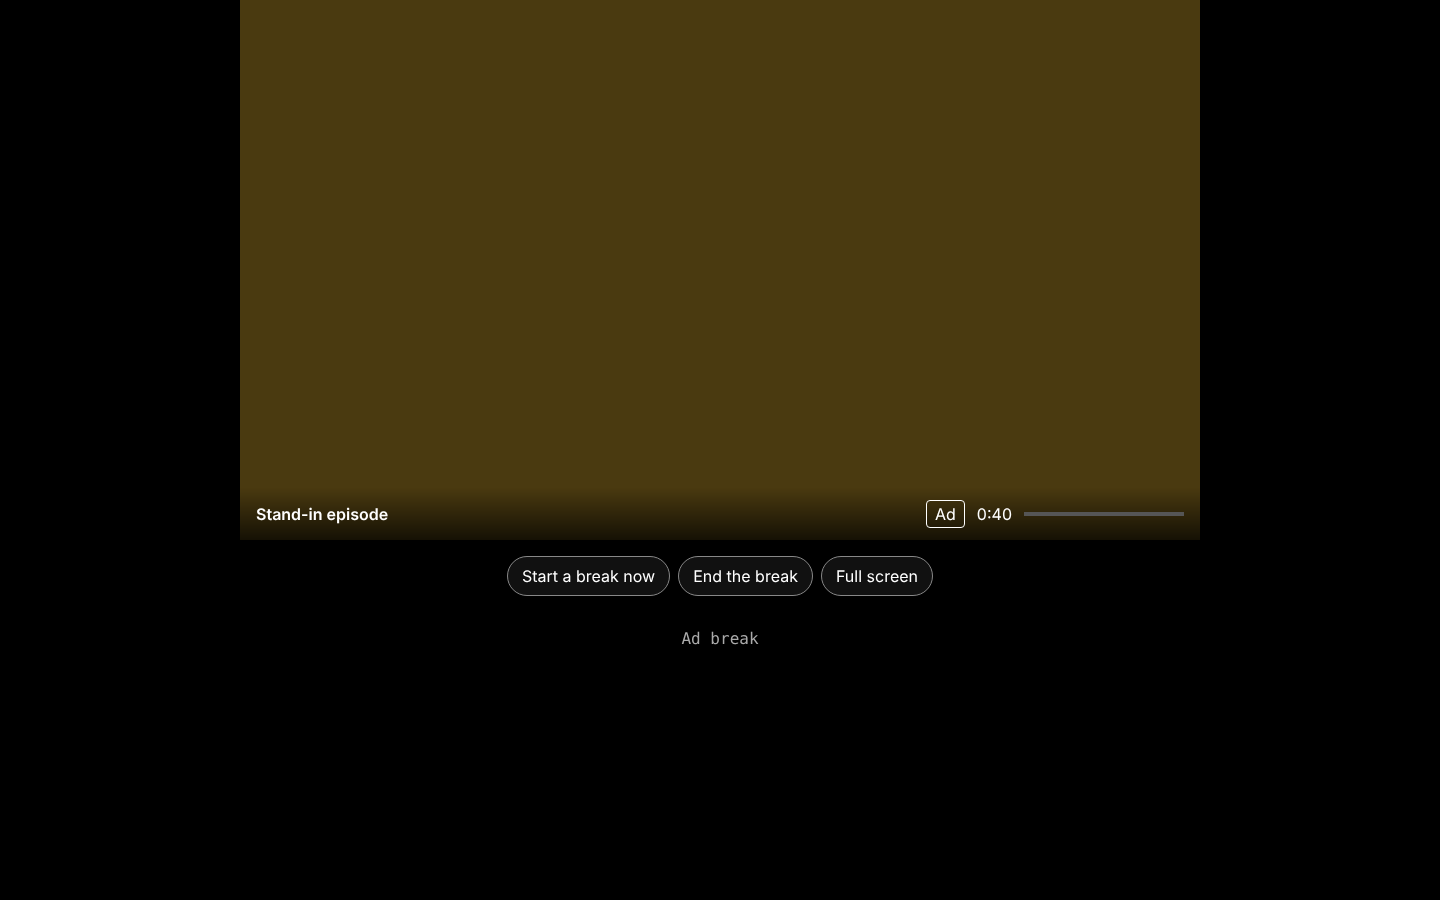 Stand-in episode
Ad 0:40
Start a break now
End the break
Full screen
Ad break